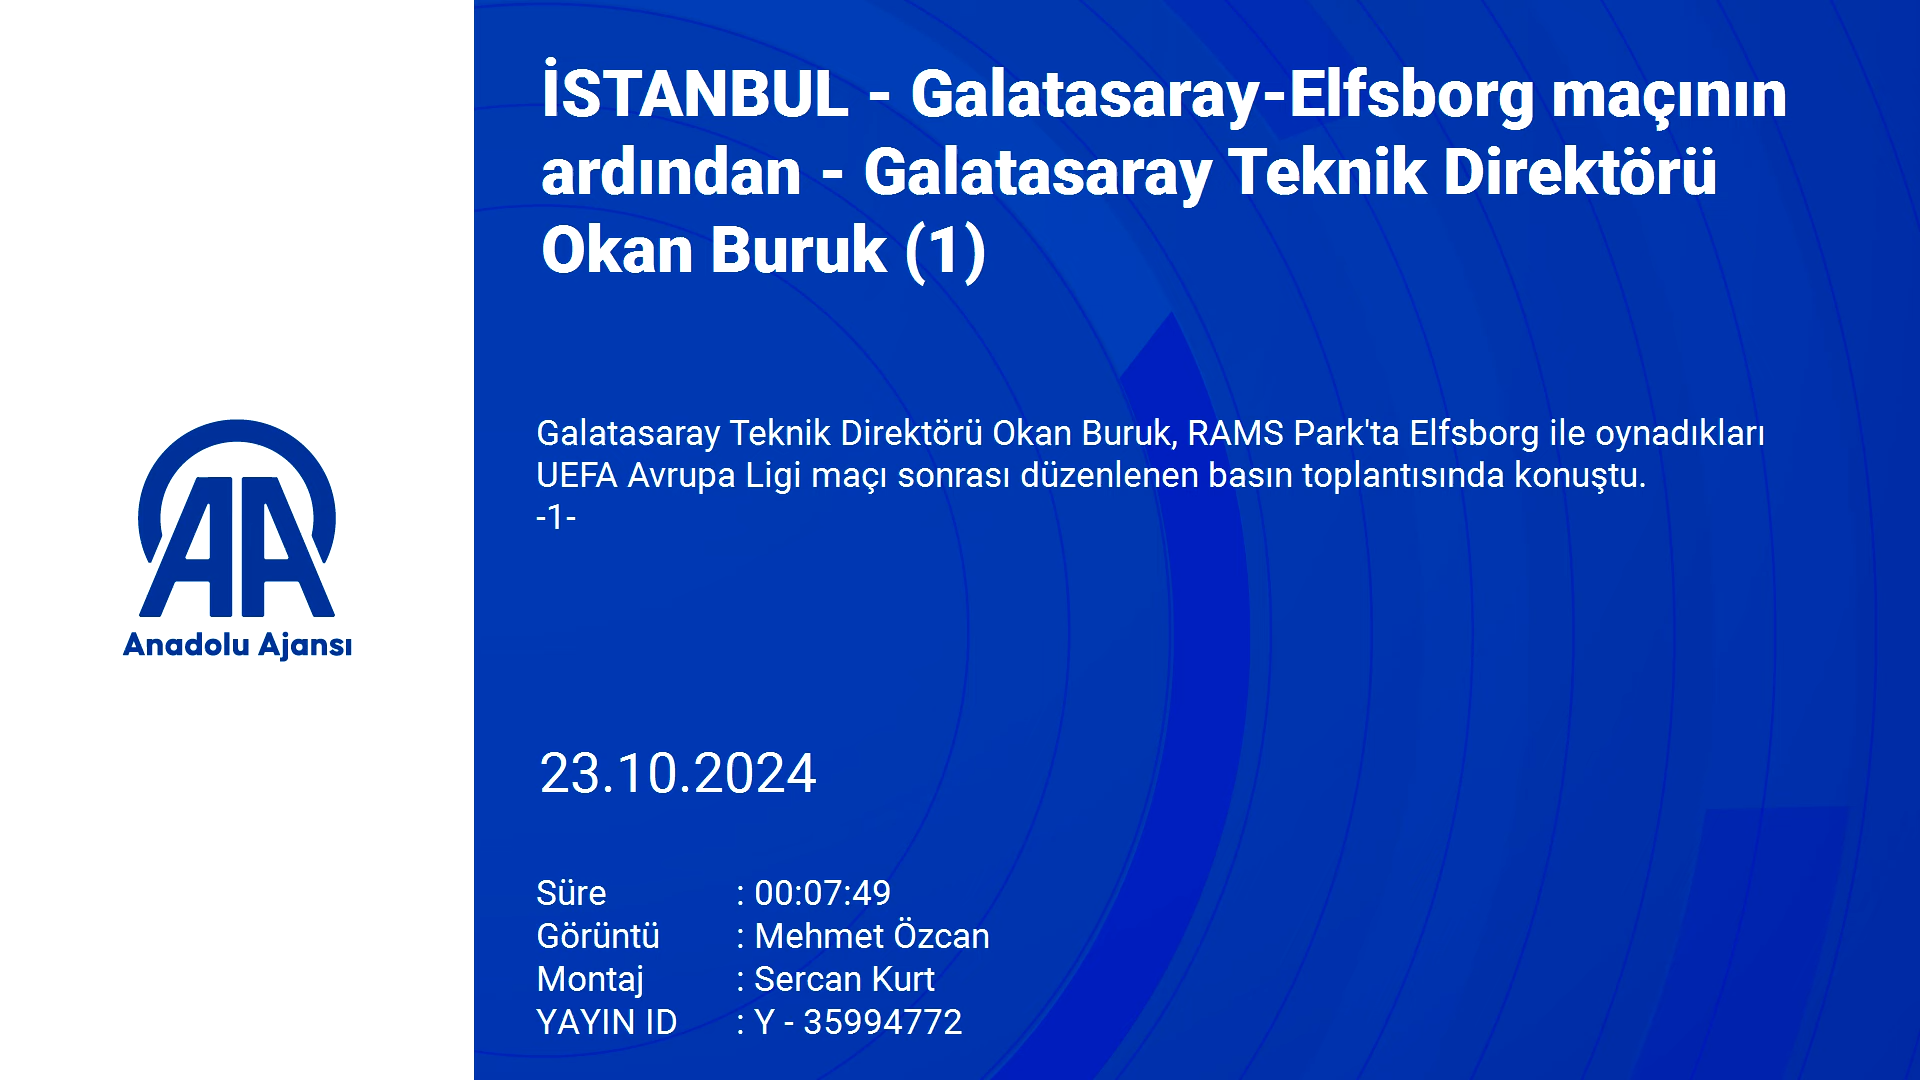 İSTANBUL - Galatasaray-Elfsborg maçının
ardından - Galatasaray Teknik Direktörü
Okan Buruk (1)
Galatasaray Teknik Direktörü Okan Buruk, RAMS Park'ta Elfsborg ile oynadıkları
UEFA Avrupa Ligi maçı sonrası düzenlenen basın toplantısında konuştu.
-1-
AA
Anadolu Ajansı
23.10.2024
Süre : 00:07:49
Görüntü : Mehmet Özcan
Montaj : Sercan Kurt
YAYIN ID : Y - 35994772